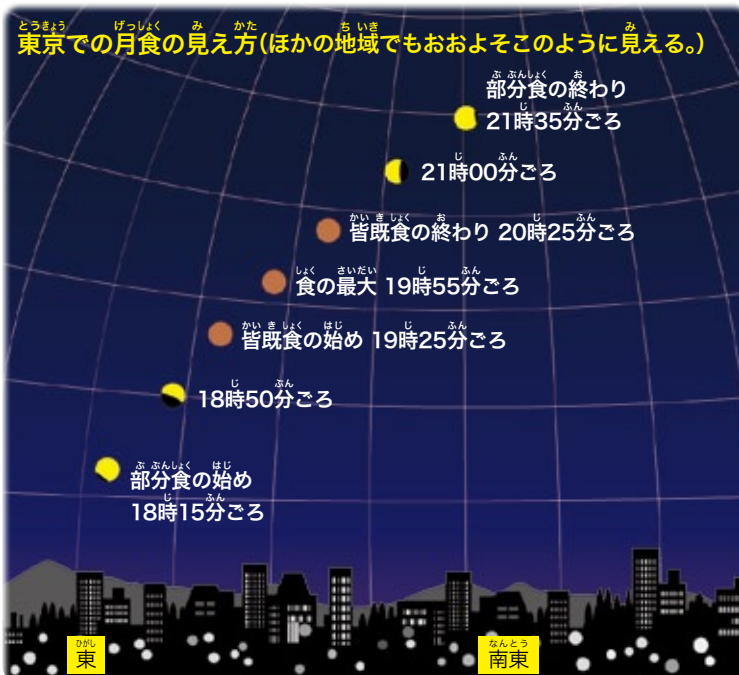 東京での月食の見え方(ほかの地域でもおおよそこのように見える。)
部分食の終わり
21時35分ごろ
21時00分ごろ
皆既食の終わり 20時25分ごろ
食の最大 19時55分ごろ
皆既食の始め 19時25分ごろ
18時50分ごろ
部分食の始め
18時15分ごろ
東
南東